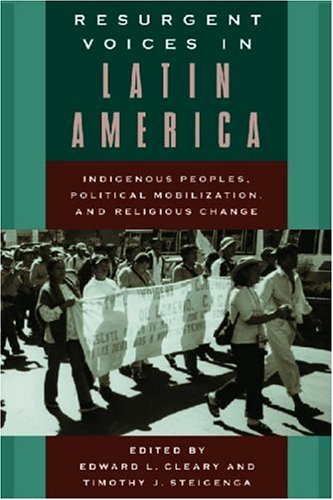 RESURGENT
VOICES IN
LATIN
AMERICA
INDIGENOUS PEOPLES,
POLITICAL MOBILIZATION,
AND RELIGIOUS CHANGE
EDITED BY
EDWARD L. CLEARY AND
TIMOTHY J. STEIGENGA